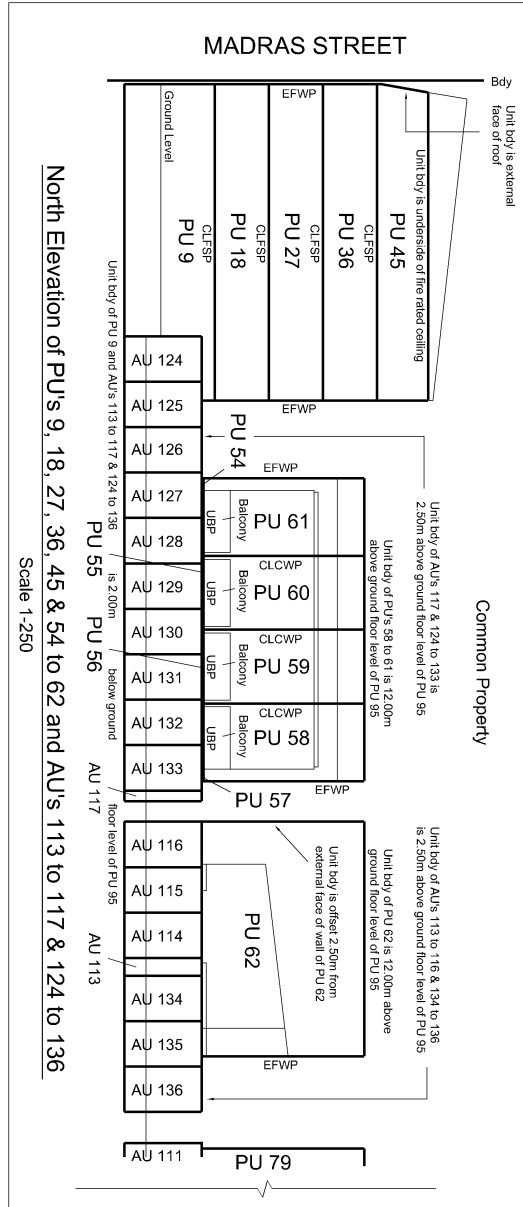 MADRAS STREET
Bdy
Unit bdy is external
face of roof
EFWP
Ground Level
Unit bdy is underside of fire rated ceiling
PU 45
PU 36
CLFSP
PU 27
CLFSP
PU 18
CLFSP
PU 9
CLFSP
EFWP
Unit bdy of AU's 117 & 124 to 133 is
2.50m above ground floor level of PU 95
Common Property
Unit bdy of AU's 113 to 116 & 134 to 136
is 2.50m above ground floor level of PU 95
Unit bdy of PU's 58 to 61 is 12.00m
above ground floor level of PU 95
Unit bdy of PU 62 is 12.00m above
ground floor level of PU 95
Unit bdy is offset 2.50m from
external face of wall of PU 62
EFWP
PU 54
PU 61
Balcony
UBP
CLCWP
PU 60
Balcony
UBP
CLCWP
PU 59
Balcony
UBP
CLCWP
PU 58
Balcony
UBP
EFWP
PU 57
PU 62
EFWP
PU 79
AU 124
AU 125
AU 126
AU 127
AU 128
AU 129
AU 130
AU 131
AU 132
AU 133
AU 116
AU 115
AU 114
AU 134
AU 135
AU 136
AU 111
PU 55
PU 56
AU 117
AU 113
Unit bdy of PU 9 and AU's 113 to 117 & 124 to 136 is 2.00m below ground floor level of PU 95
North Elevation of PU's 9, 18, 27, 36, 45 & 54 to 62 and AU's 113 to 117 & 124 to 136
Scale 1-250